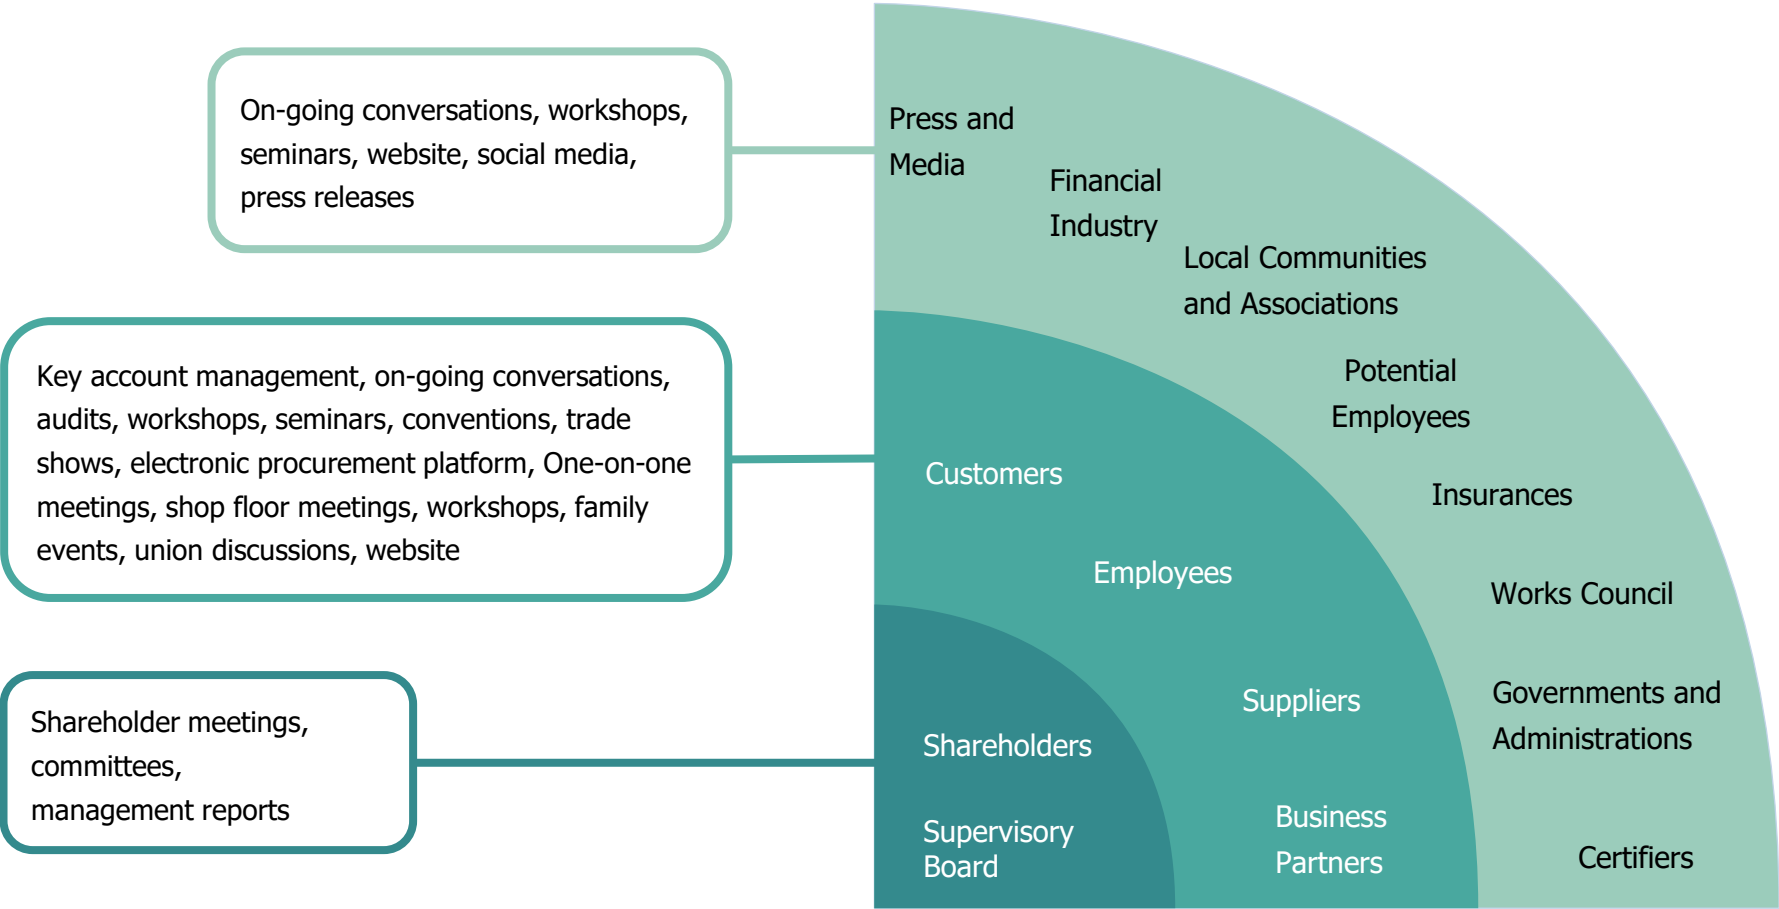 On-going conversations, workshops,
seminars, website, social media,
press releases
Key account management, on-going conversations,
audits, workshops, seminars, conventions, trade
shows, electronic procurement platform, One-on-one
meetings, shop floor meetings, workshops, family
events, union discussions, website
Shareholder meetings,
committees,
management reports
Press and
Media
Financial
Industry
Local Communities
and Associations
Potential
Employees
Insurances
Works Council
Governments and
Administrations
Certifiers
Customers
Employees
Suppliers
Business
Partners
Shareholders
Supervisory
Board